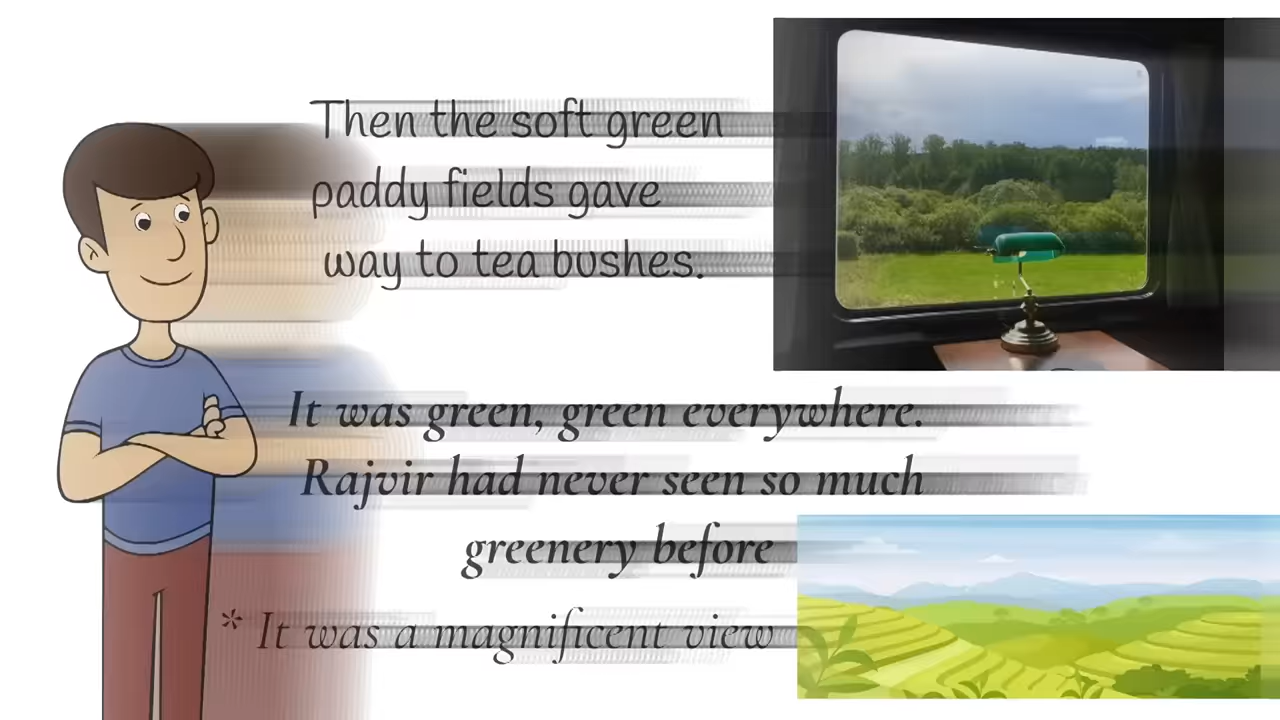 Then the soft green
paddy fields gave
way to tea bushes.
It was green, green everywhere.
Rajvir had never seen so much
greenery before
* It was a magnificent view